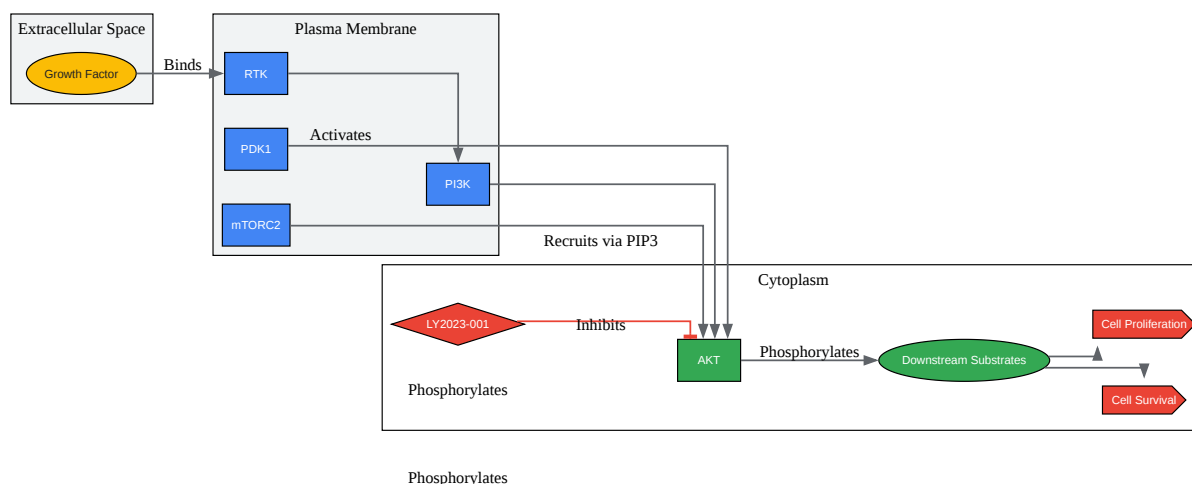 Extracellular Space
Growth Factor
Binds
Plasma Membrane
RTK
PDK1
Activates
PI3K
mTORC2
Recruits via PIP3
Cytoplasm
LY2023-001
Inhibits
AKT
Phosphorylates
Downstream Substrates
Cell Proliferation
Cell Survival
Phosphorylates
Phosphorylates